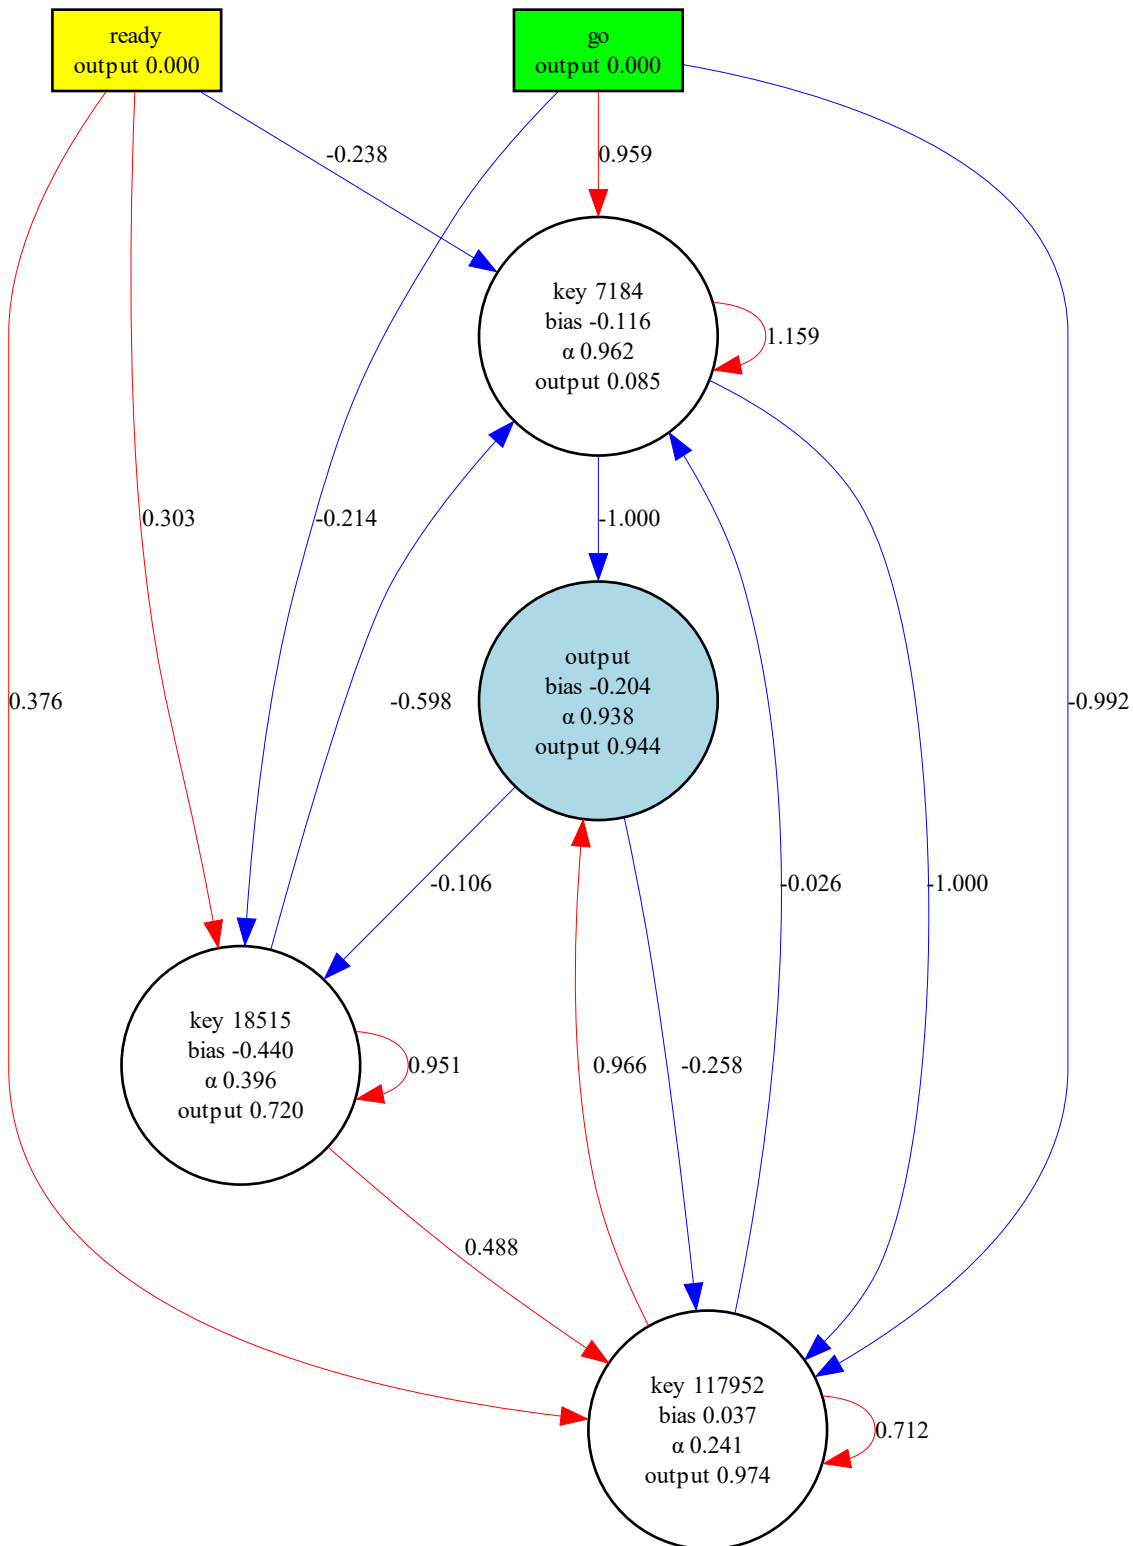 ready
output 0.000
go
output 0.000
-0.238
0.959
key 7184
bias -0.116
α 0.962
output 0.085
1.159
0.303
-0.214
-1.000
output
bias -0.204
α 0.938
output 0.944
0.376
-0.598
-0.992
-0.106
-0.026
-1.000
key 18515
bias -0.440
α 0.396
output 0.720
0.951
0.966
-0.258
0.488
key 117952
bias 0.037
α 0.241
output 0.974
0.712